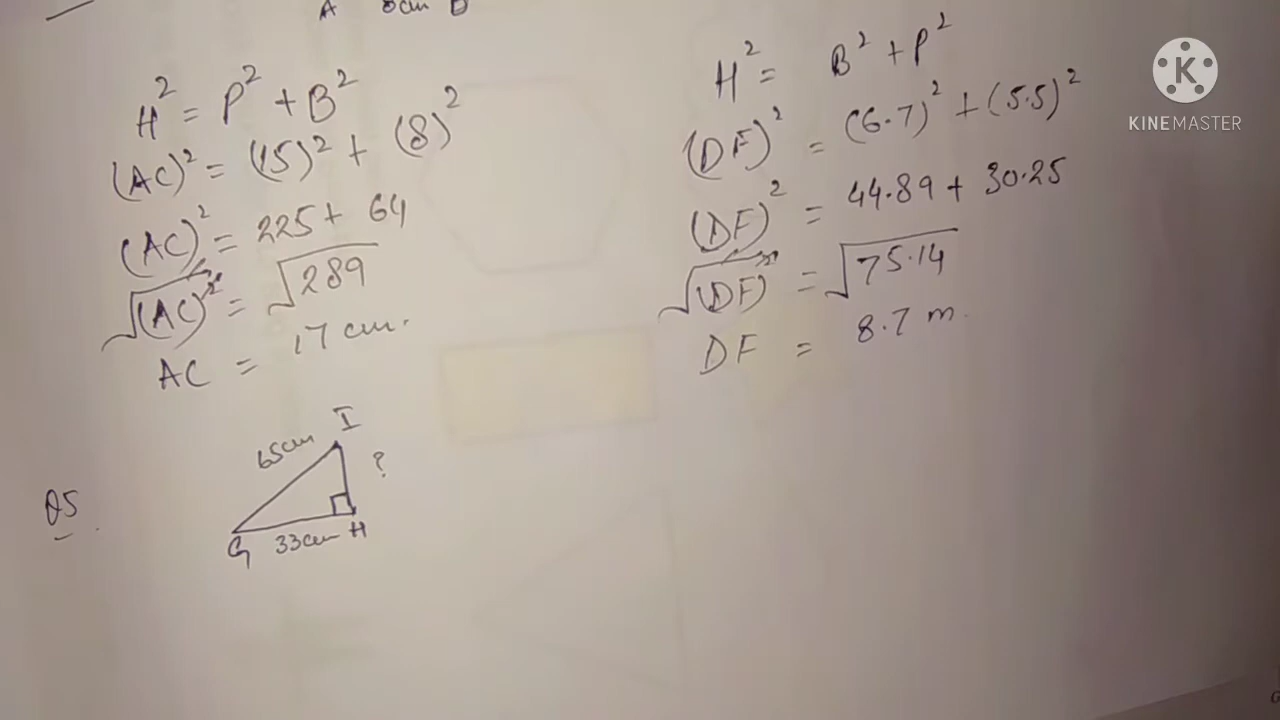 A 8cm B
H² = P² + B²
(AC)² = (15)² + (8)²
(AC)² = 225 + 64
√(AC)² = √289
AC = 17 cm.
H² = B² + P²
(DF)² = (6.7)² + (5.5)²
(DF)² = 44.89 + 30.25
√(DF)² = √75.14
DF = 8.7 m.
Q5.
65cm
I
?
G 33cm H
K
KINEMASTER